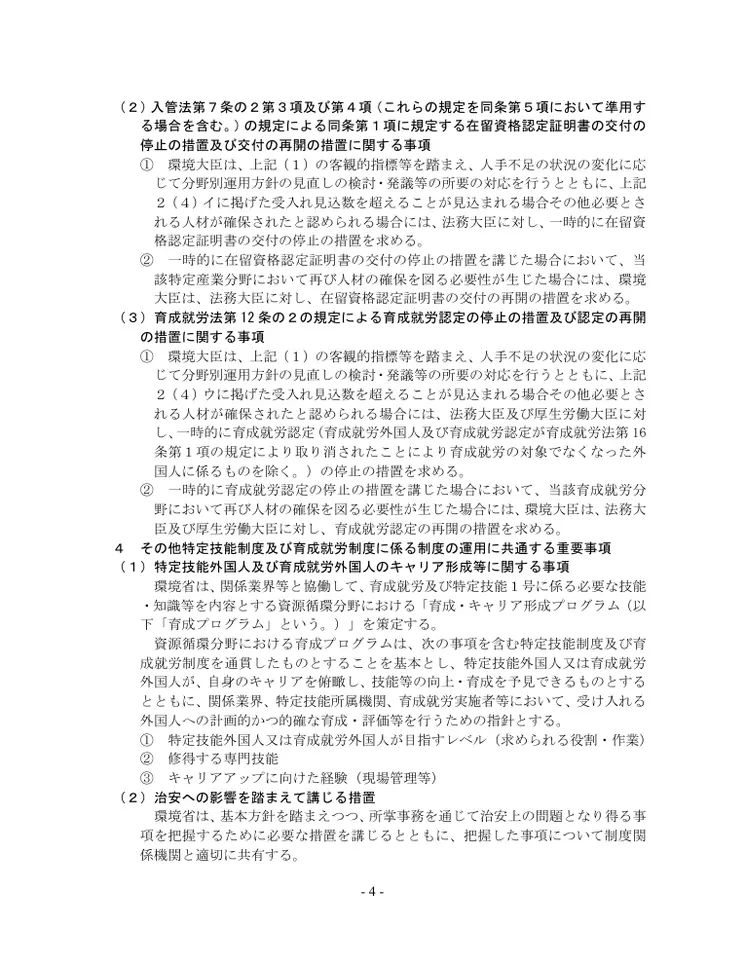 （２）入管法第７条の２第３項及び第４項（これらの規定を同条第５項において準用す
る場合を含む。）の規定による同条第１項に規定する在留資格認定証明書の交付の
停止の措置及び交付の再開の措置に関する事項
①　環境大臣は、上記（１）の客観的指標等を踏まえ、人手不足の状況の変化に応
じて分野別運用方針の見直しの検討・発議等の所要の対応を行うとともに、上記
２（４）イに掲げた受入れ見込数を超えることが見込まれる場合その他必要とさ
れる人材が確保されたと認められる場合には、法務大臣に対し、一時的に在留資
格認定証明書の交付の停止の措置を求める。
②　一時的に在留資格認定証明書の交付の停止の措置を講じた場合において、当
該特定産業分野において再び人材の確保を図る必要性が生じた場合には、環境
大臣は、法務大臣に対し、在留資格認定証明書の交付の再開の措置を求める。
（３）育成就労法第 12 条の２の規定による育成就労認定の停止の措置及び認定の再開
の措置に関する事項
①　環境大臣は、上記（１）の客観的指標等を踏まえ、人手不足の状況の変化に応
じて分野別運用方針の見直しの検討・発議等の所要の対応を行うとともに、上記
２（４）ウに掲げた受入れ見込数を超えることが見込まれる場合その他必要とさ
れる人材が確保されたと認められる場合には、法務大臣及び厚生労働大臣に対
し、一時的に育成就労認定（育成就労外国人及び育成就労認定が育成就労法第 16
条第１項の規定により取り消されたことにより育成就労の対象でなくなった外
国人に係るものを除く。）の停止の措置を求める。
②　一時的に育成就労認定の停止の措置を講じた場合において、当該育成就労分
野において再び人材の確保を図る必要性が生じた場合には、環境大臣は、法務大
臣及び厚生労働大臣に対し、育成就労認定の再開の措置を求める。
４　その他特定技能制度及び育成就労制度に係る制度の運用に共通する重要事項
（１）特定技能外国人及び育成就労外国人のキャリア形成等に関する事項
環境省は、関係業界等と協働して、育成就労及び特定技能１号に係る必要な技能
・知識等を内容とする資源循環分野における「育成・キャリア形成プログラム（以
下「育成プログラム」という。）」を策定する。
資源循環分野における育成プログラムは、次の事項を含む特定技能制度及び育
成就労制度を通貫したものとすることを基本とし、特定技能外国人又は育成就労
外国人が、自身のキャリアを俯瞰し、技能等の向上・育成を予見できるものとする
とともに、関係業界、特定技能所属機関、育成就労実施者等において、受け入れる
外国人への計画的かつ的確な育成・評価等を行うための指針とする。
①　特定技能外国人又は育成就労外国人が目指すレベル（求められる役割・作業）
②　修得する専門技能
③　キャリアアップに向けた経験（現場管理等）
（２）治安への影響を踏まえて講じる措置
環境省は、基本方針を踏まえつつ、所掌事務を通じて治安上の問題となり得る事
項を把握するために必要な措置を講じるとともに、把握した事項について制度関
係機関と適切に共有する。
- 4 -